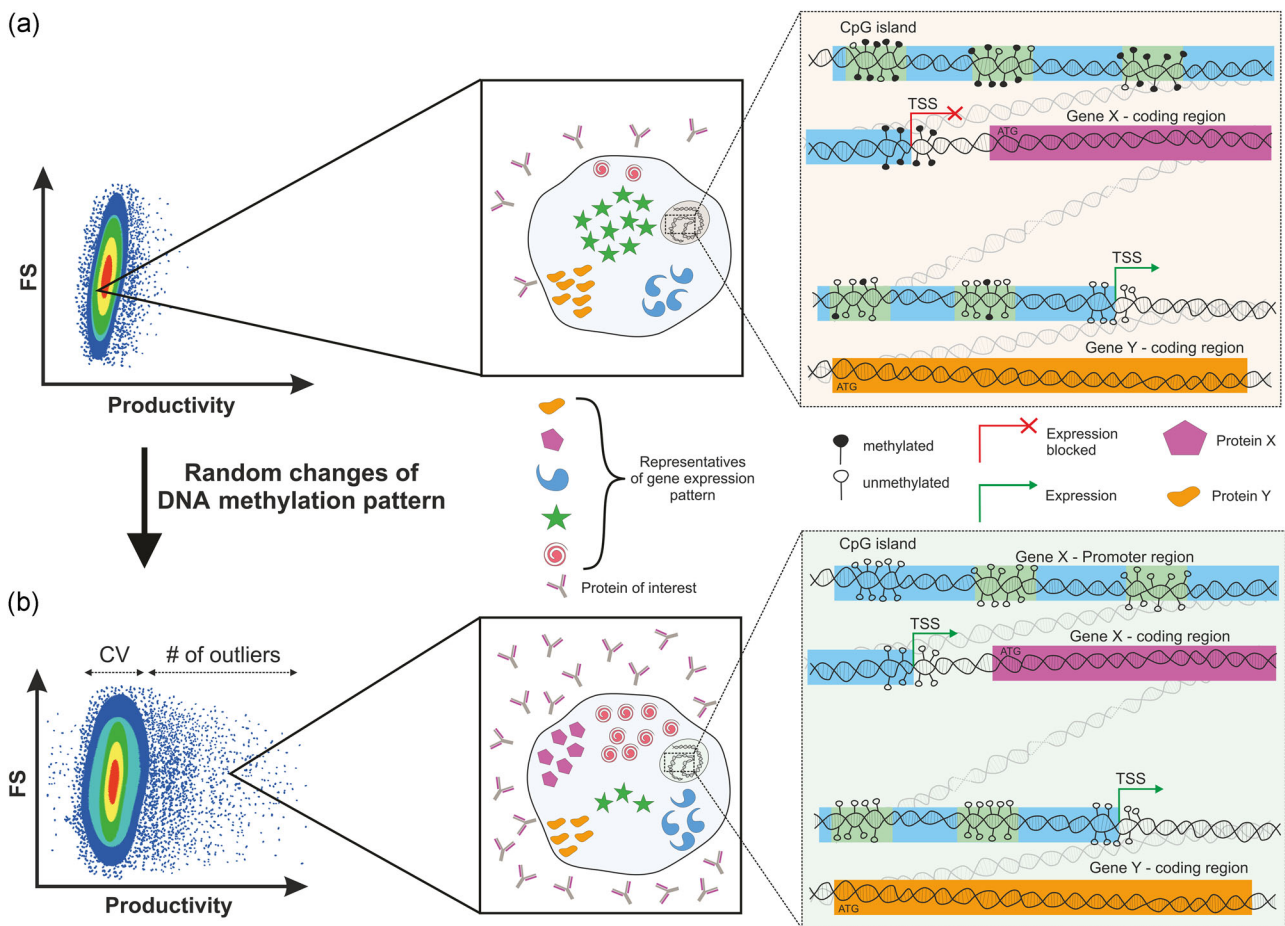 (a)
CpG island
TSS
Gene X - coding region
ATG
FS
Productivity
TSS
Gene Y - coding region
ATG
Random changes of
DNA methylation pattern
Representatives
of gene expression
pattern
Protein of interest
methylated
unmethylated
Expression
blocked
Expression
Protein X
Protein Y
(b)
CV
# of outliers
FS
Productivity
CpG island
Gene X - Promoter region
TSS
Gene X - coding region
ATG
TSS
Gene Y - coding region
ATG